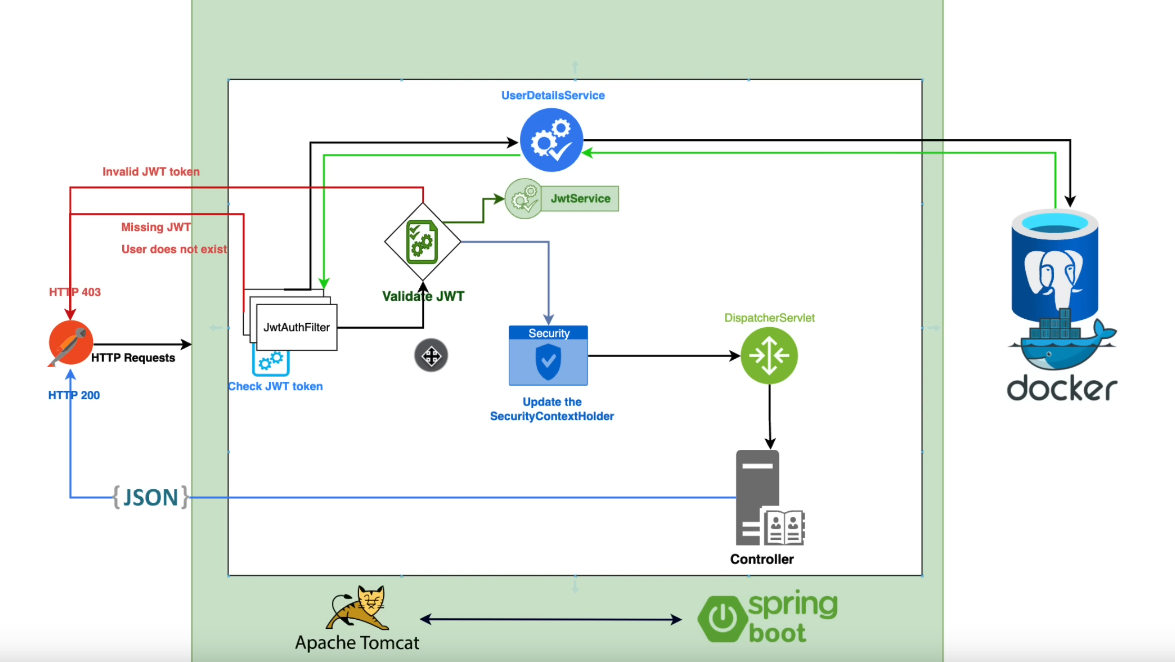 UserDetailsService
Invalid JWT token
JwtService
Missing JWT
User does not exist
Validate JWT
HTTP 403
JwtAuthFilter
HTTP Requests
Check JWT token
HTTP 200
Security
Update the
SecurityContextHolder
DispatcherServlet
docker
{JSON}
Controller
Apache Tomcat
spring
boot